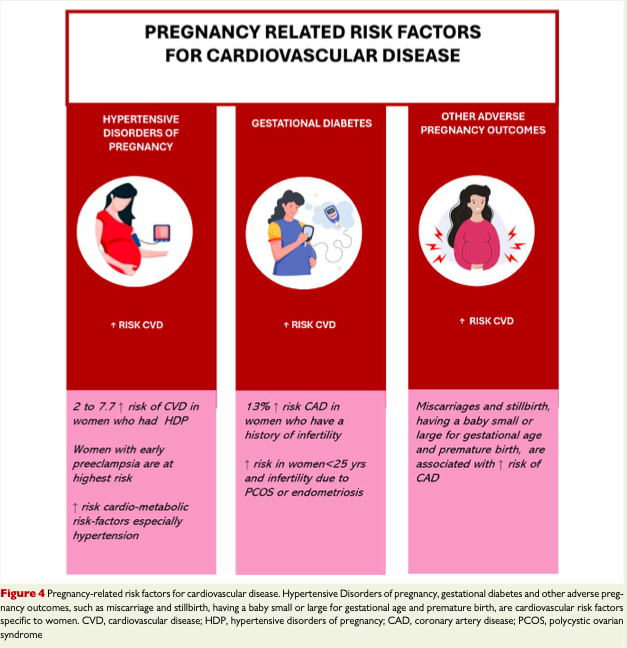 PREGNANCY RELATED RISK FACTORS
FOR CARDIOVASCULAR DISEASE
HYPERTENSIVE
DISORDERS OF
PREGNANCY
↑ RISK CVD
2 to 7.7 ↑ risk of CVD in
women who had HDP
Women with early
preeclampsia are at
highest risk
↑ risk cardio-metabolic
risk-factors especially
hypertension
GESTATIONAL DIABETES
↑ RISK CVD
13% ↑ risk CAD in
women who have a
history of infertility
↑ risk in women<25 yrs
and infertility due to
PCOS or endometriosis
OTHER ADVERSE
PREGNANCY OUTCOMES
↑ RISK CVD
Miscarriages and stillbirth,
having a baby small or
large for gestational age
and premature birth, are
associated with ↑ risk of
CAD
Figure 4 Pregnancy-related risk factors for cardiovascular disease. Hypertensive Disorders of pregnancy, gestational diabetes and other adverse preg-
nancy outcomes, such as miscarriage and stillbirth, having a baby small or large for gestational age and premature birth, are cardiovascular risk factors
specific to women. CVD, cardiovascular disease; HDP, hypertensive disorders of pregnancy; CAD, coronary artery disease; PCOS, polycystic ovarian
syndrome